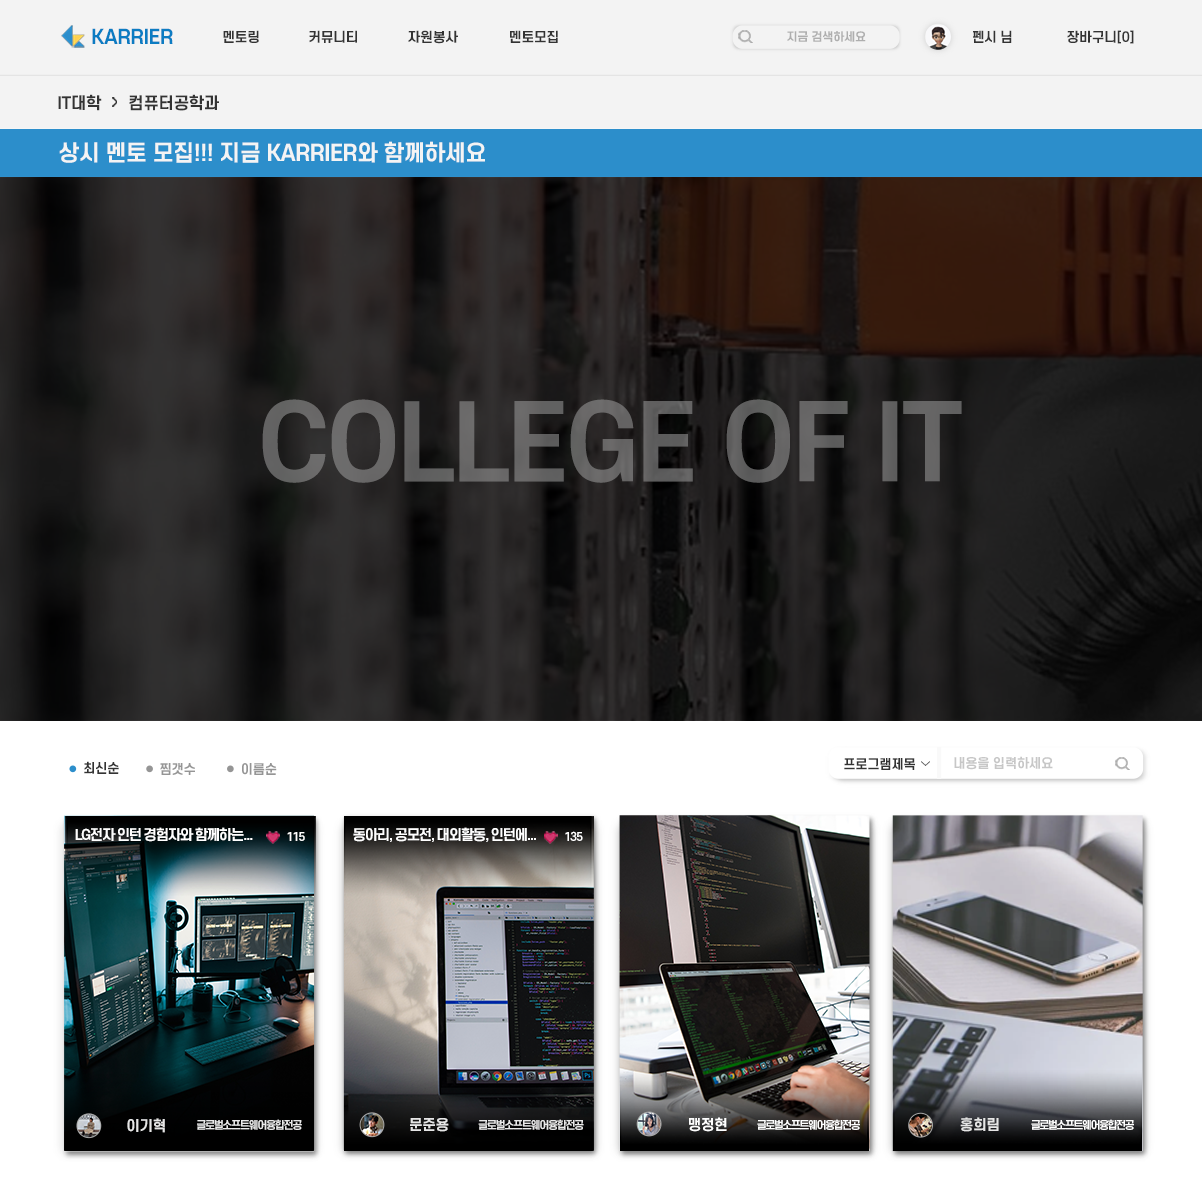 KARRIER 멘토링 커뮤니티 자원봉사 멘토모집 지금 검색하세요 펜시 님 장바구니[0]
IT대학 > 컴퓨터공학과
상시 멘토 모집!!! 지금 KARRIER와 함께하세요
COLLEGE OF IT
최신순 찜갯수 이름순 프로그램제목 내용을 입력하세요
LG전자 인턴 경험자와 함께하는... 115 동아리, 공모전, 대외활동, 인턴에... 135
이기혁 글로벌소프트웨어융합전공 문준용 글로벌소프트웨어융합전공 맹정현 글로벌소프트웨어융합전공 홍희림 글로벌소프트웨어융합전공